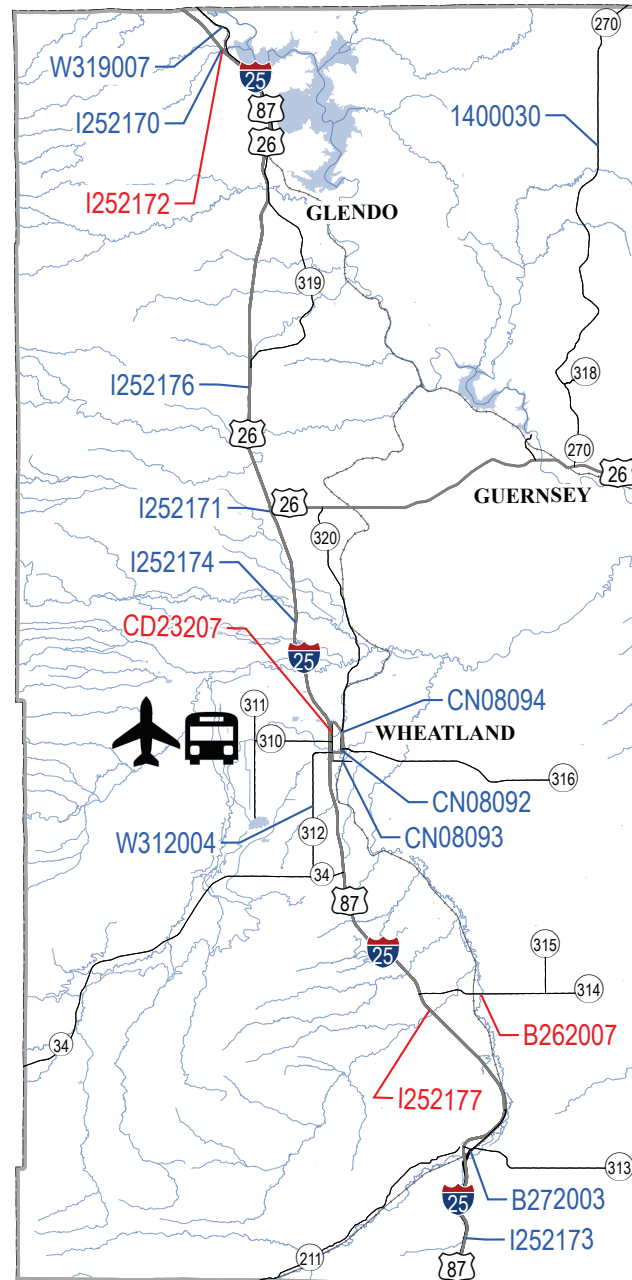 270
W319007
25
87
I252170
1400030
26
I252172
GLENDO
319
318
I252176
26
270
26
GUERNSEY
I252171
26
320
I252174
CD23207
25
CN08094
311
WHEATLAND
310
316
CN08092
W312004
312
CN08093
34
87
315
25
314
B262007
34
I252177
313
B272003
25
I252173
211
87